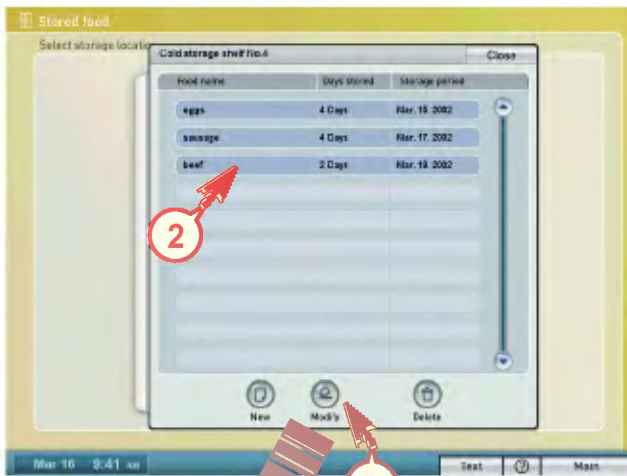 Stored food
Select storage locatio
Cold storage shelf No.4 Close
Food name Days stored Storage period
eggs 4 Days Mar. 15. 2002
sausage 4 Days Mar. 17. 2002
beef 2 Days Mar. 19. 2002
2
New Modify Delete
Mar 16 9:41 AM Text ? Main